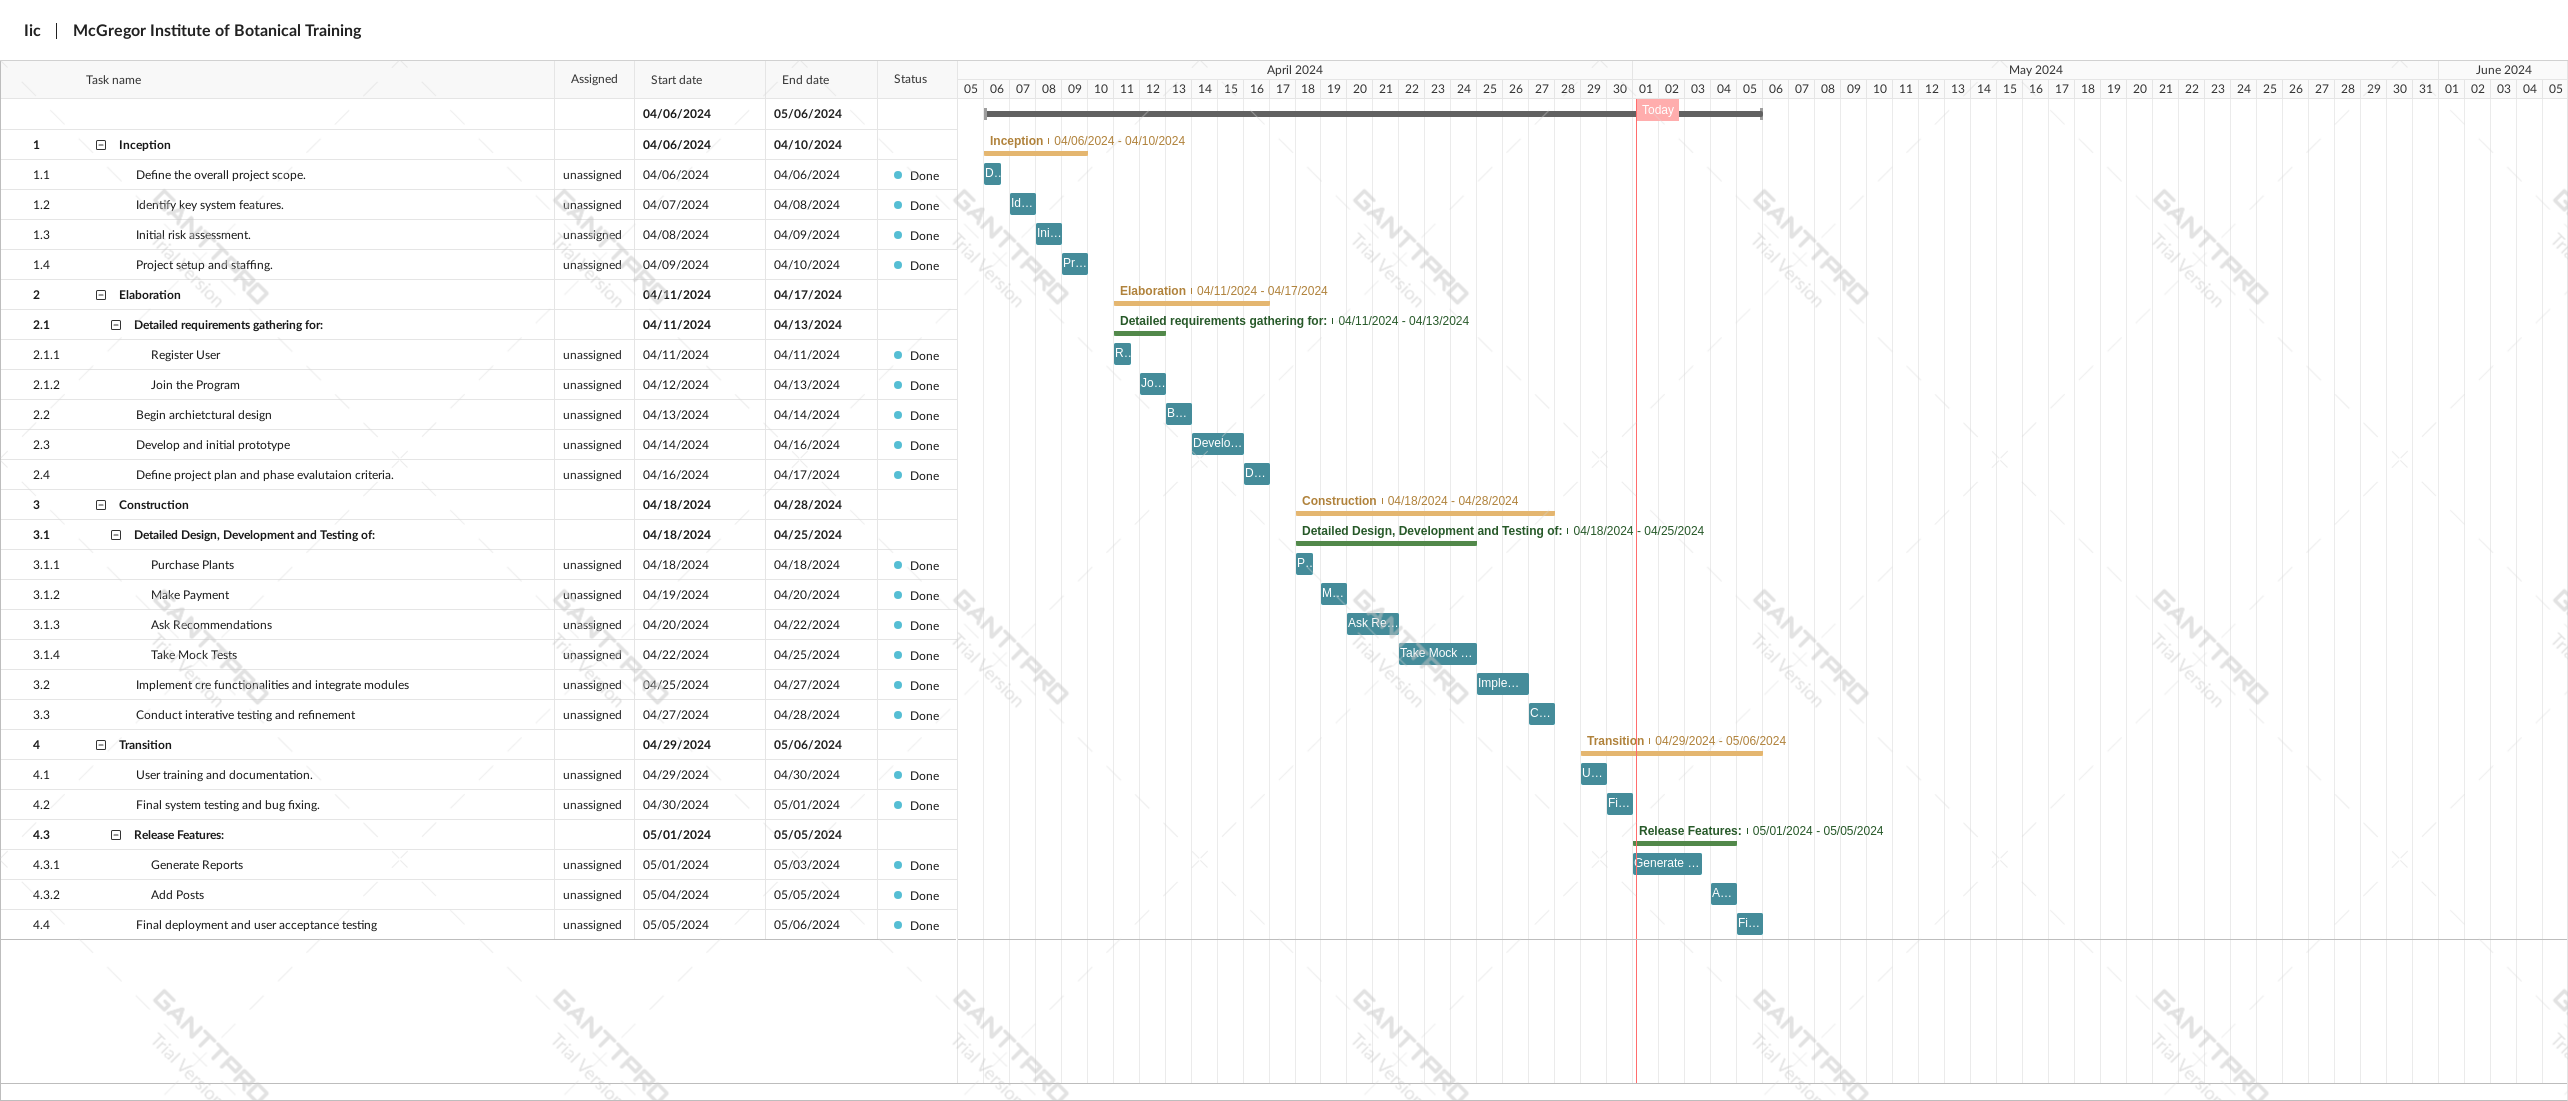 Iic | McGregor Institute of Botanical Training
Task name Assigned Start date End date Status April 2024 May 2024 June 2024
05 06 07 08 09 10 11 12 13 14 15 16 17 18 19 20 21 22 23 24 25 26 27 28 29 30 01 02 03 04 05 06 07 08 09 10 11 12 13 14 15 16 17 18 19 20 21 22 23 24 25 26 27 28 29 30 31 01 02 03 04 05
04/06/2024 05/06/2024 Today
1 Inception 04/06/2024 04/10/2024 Inception 04/06/2024 - 04/10/2024
1.1 Define the overall project scope. unassigned 04/06/2024 04/06/2024 Done D...
1.2 Identify key system features. unassigned 04/07/2024 04/08/2024 Done Id...
1.3 Initial risk assessment. unassigned 04/08/2024 04/09/2024 Done Ini...
1.4 Project setup and staffing. unassigned 04/09/2024 04/10/2024 Done Pr...
2 Elaboration 04/11/2024 04/17/2024 Elaboration 04/11/2024 - 04/17/2024
2.1 Detailed requirements gathering for: 04/11/2024 04/13/2024 Detailed requirements gathering for: 04/11/2024 - 04/13/2024
2.1.1 Register User unassigned 04/11/2024 04/11/2024 Done R...
2.1.2 Join the Program unassigned 04/12/2024 04/13/2024 Done Jo...
2.2 Begin archietctural design unassigned 04/13/2024 04/14/2024 Done B...
2.3 Develop and initial prototype unassigned 04/14/2024 04/16/2024 Done Develo...
2.4 Define project plan and phase evalutaion criteria. unassigned 04/16/2024 04/17/2024 Done D...
3 Construction 04/18/2024 04/28/2024 Construction 04/18/2024 - 04/28/2024
3.1 Detailed Design, Development and Testing of: 04/18/2024 04/25/2024 Detailed Design, Development and Testing of: 04/18/2024 - 04/25/2024
3.1.1 Purchase Plants unassigned 04/18/2024 04/18/2024 Done P...
3.1.2 Make Payment unassigned 04/19/2024 04/20/2024 Done M...
3.1.3 Ask Recommendations unassigned 04/20/2024 04/22/2024 Done Ask Re...
3.1.4 Take Mock Tests unassigned 04/22/2024 04/25/2024 Done Take Mock ...
3.2 Implement cre functionalities and integrate modules unassigned 04/25/2024 04/27/2024 Done Imple...
3.3 Conduct interative testing and refinement unassigned 04/27/2024 04/28/2024 Done C...
4 Transition 04/29/2024 05/06/2024 Transition 04/29/2024 - 05/06/2024
4.1 User training and documentation. unassigned 04/29/2024 04/30/2024 Done U...
4.2 Final system testing and bug fixing. unassigned 04/30/2024 05/01/2024 Done Fi...
4.3 Release Features: 05/01/2024 05/05/2024 Release Features: 05/01/2024 - 05/05/2024
4.3.1 Generate Reports unassigned 05/01/2024 05/03/2024 Done Generate ...
4.3.2 Add Posts unassigned 05/04/2024 05/05/2024 Done A...
4.4 Final deployment and user acceptance testing unassigned 05/05/2024 05/06/2024 Done Fi...
GANTTPRO
Trial Version